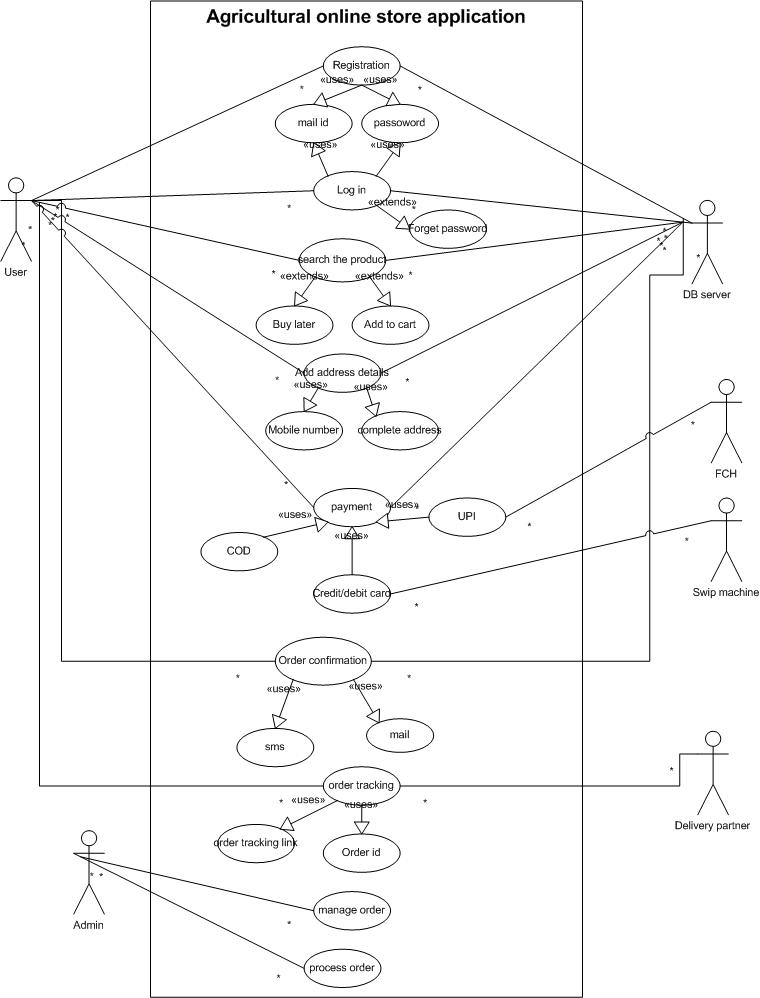 Agricultural online store application
Registration
«uses» «uses»
* *
mail id
passoword
«uses» «uses»
Log in
«extends»
* *
Forget password
User
* * * * * *
DB server
* * * * *
search the product
* «extends» «extends» *
Buy later
Add to cart
Add address details
* «uses» «uses» *
Mobile number
complete address
FCH
*
*
payment
«uses» «uses» *
«uses»
UPI
*
COD
Credit/debit card
*
Swip machine
*
Order confirmation
* *
«uses» «uses»
sms
mail
order tracking
* «uses» «uses» *
order tracking link
Order id
Delivery partner
*
Admin
* *
manage order
*
process order
*